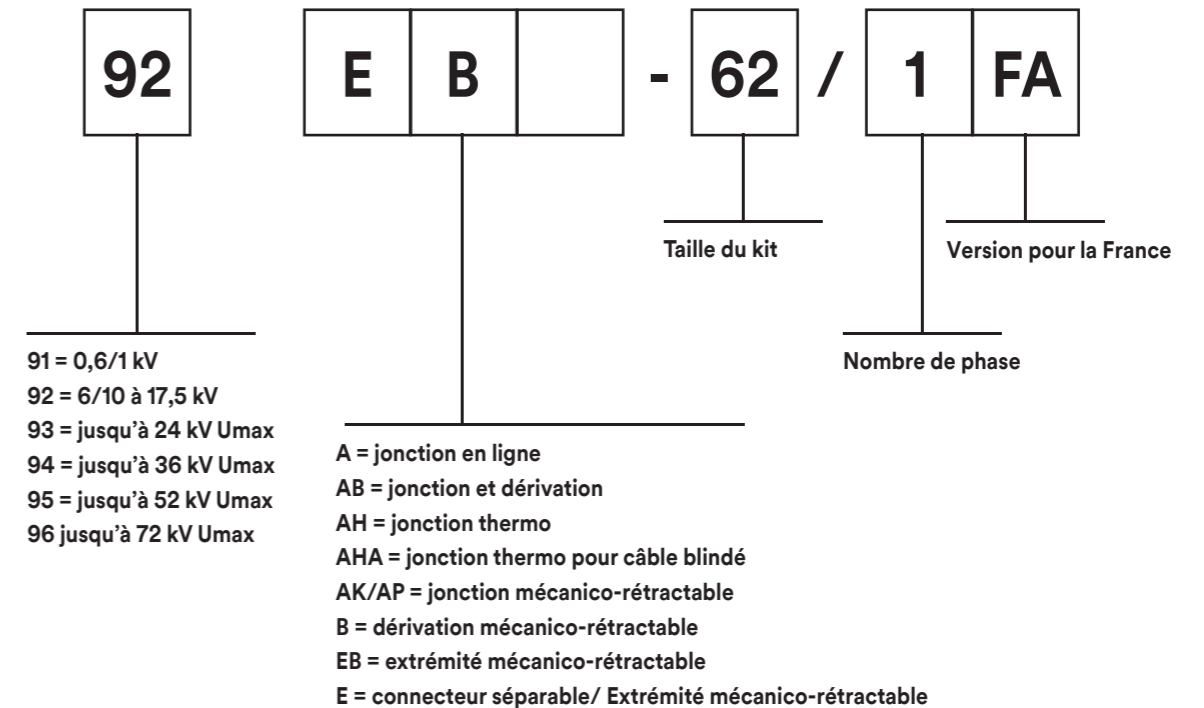 92 E B - 62 / 1 FA
Taille du kit
Version pour la France
91 = 0,6/1 kV
92 = 6/10 à 17,5 kV
93 = jusqu’à 24 kV Umax
94 = jusqu’à 36 kV Umax
95 = jusqu’à 52 kV Umax
96 jusqu’à 72 kV Umax
Nombre de phase
A = jonction en ligne
AB = jonction et dérivation
AH = jonction thermo
AHA = jonction thermo pour câble blindé
AK/AP = jonction mécanico-rétractable
B = dérivation mécanico-rétractable
EB = extrémité mécanico-rétractable
E = connecteur séparable/ Extrémité mécanico-rétractable